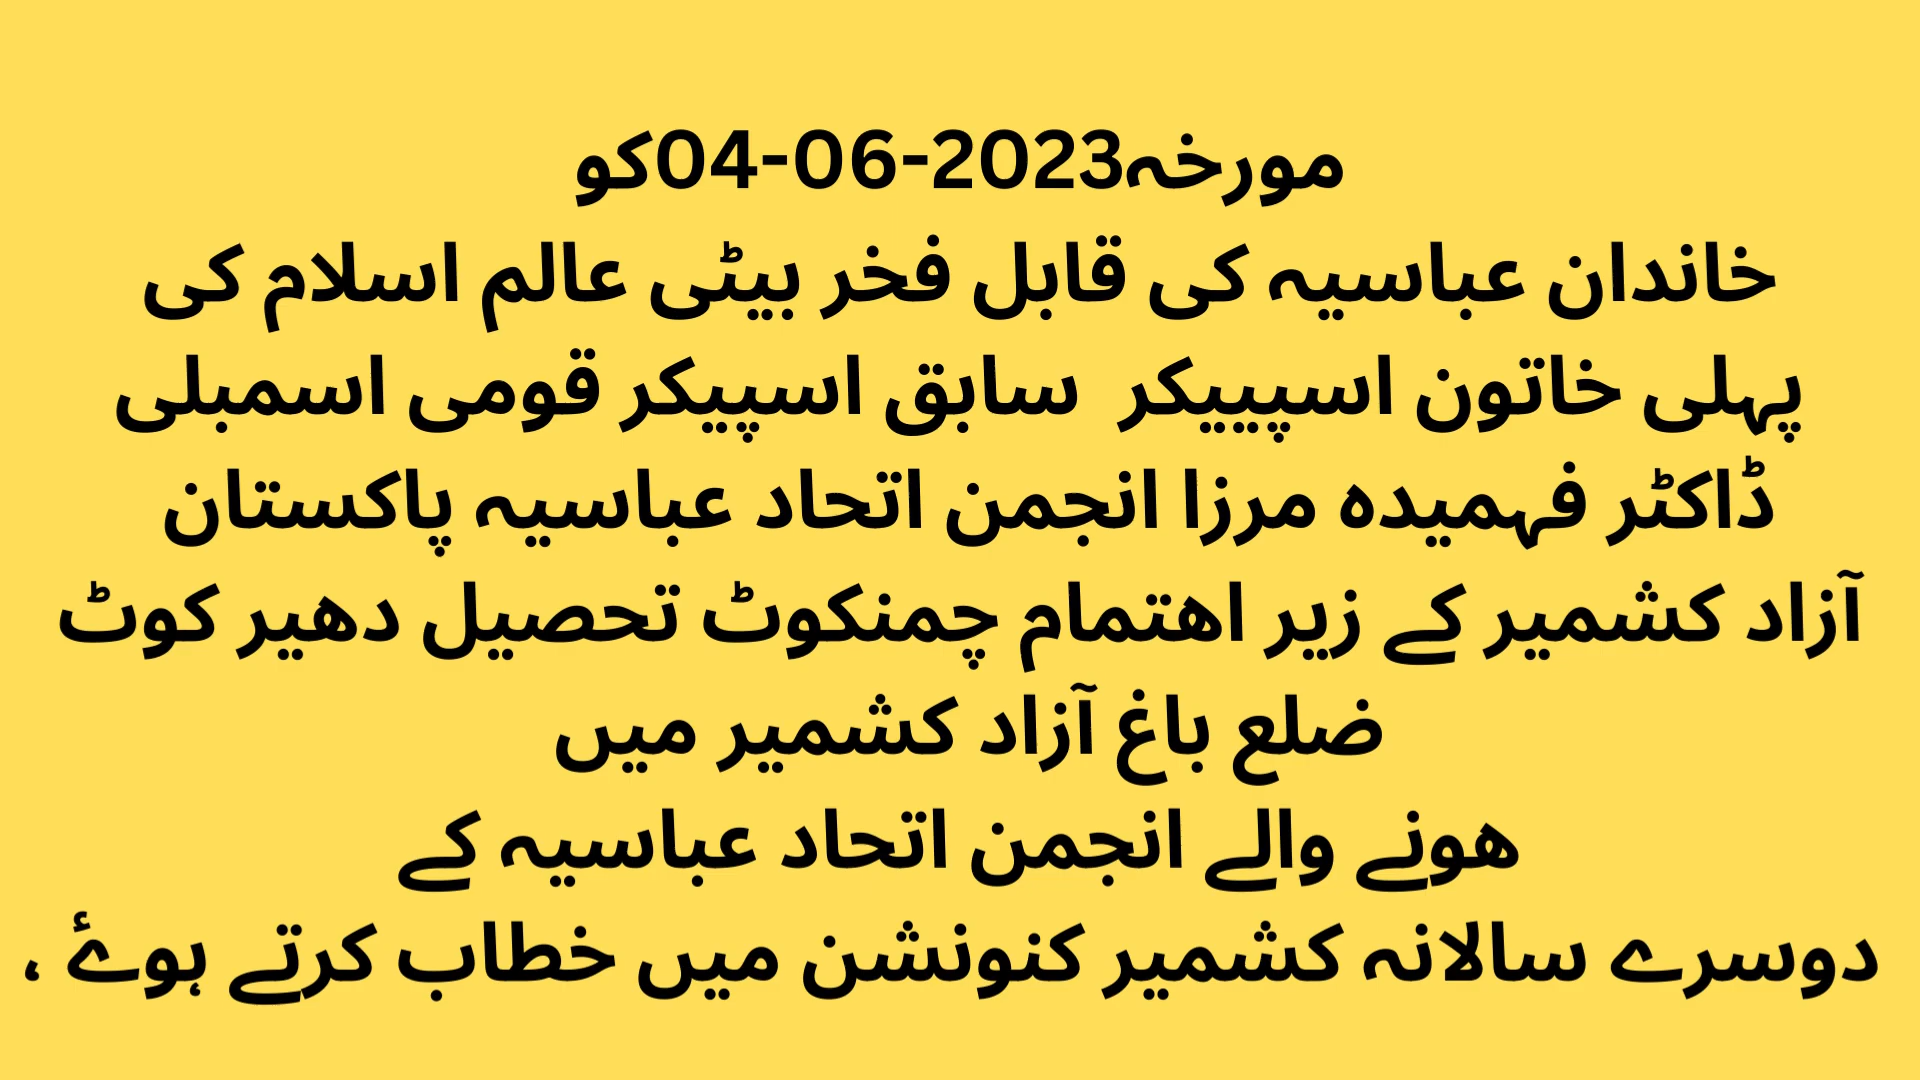 مورخہ04-06-2023کو
خاندان عباسیہ کی قابل فخر بیٹی عالم اسلام کی
پہلی خاتون اسپییکر  سابق اسپیکر قومی اسمبلی
ڈاکٹر فہمیدہ مرزا انجمن اتحاد عباسیہ پاکستان
آزاد کشمیر کے زیر اھتمام چمنکوٹ تحصیل دھیر کوٹ
ضلع باغ آزاد کشمیر میں
ھونے والے انجمن اتحاد عباسیہ کے
دوسرے سالانہ کشمیر کنونشن میں خطاب کرتے ہوۓ ،